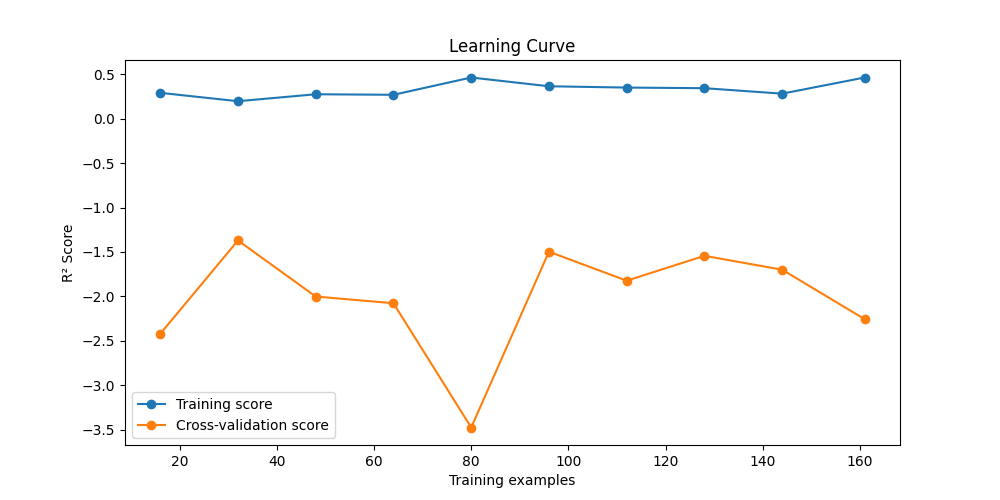 Learning Curve
0.5
0.0
−0.5
−1.0
−1.5
−2.0
−2.5
−3.0
−3.5
R² Score
Training score
Cross-validation score
20 40 60 80 100 120 140 160
Training examples